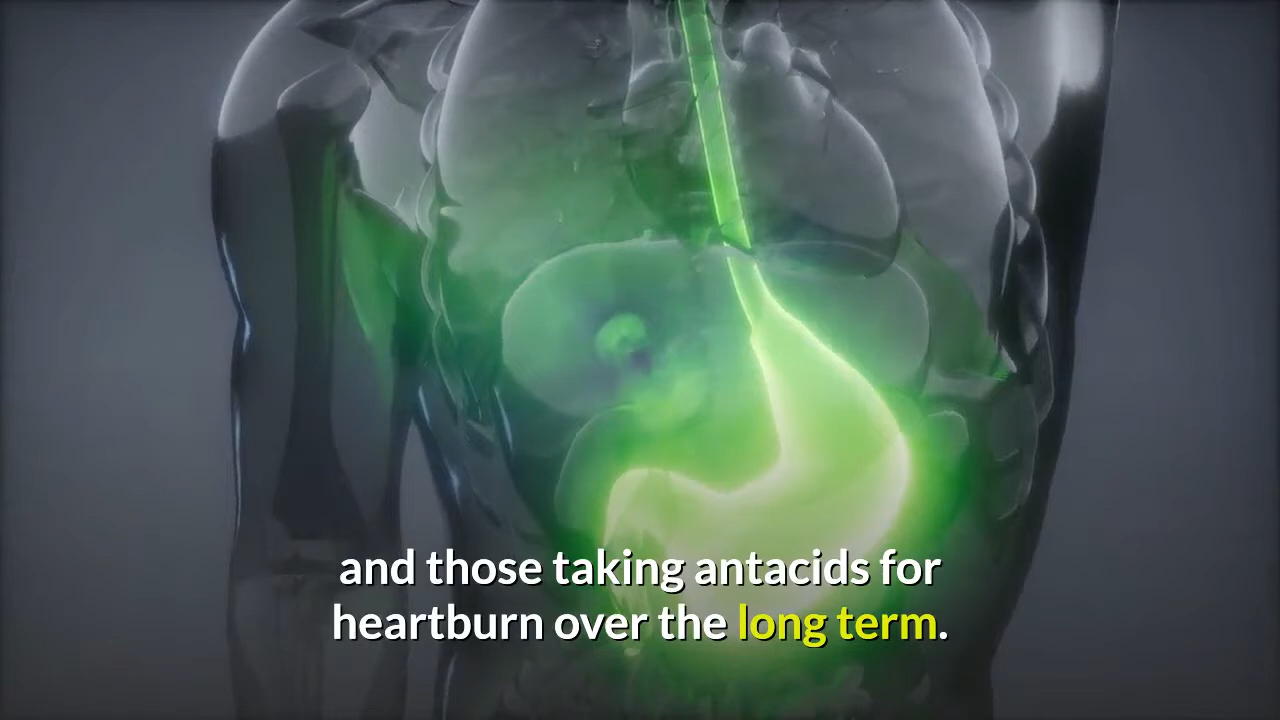 and those taking antacids for
heartburn over the long term.